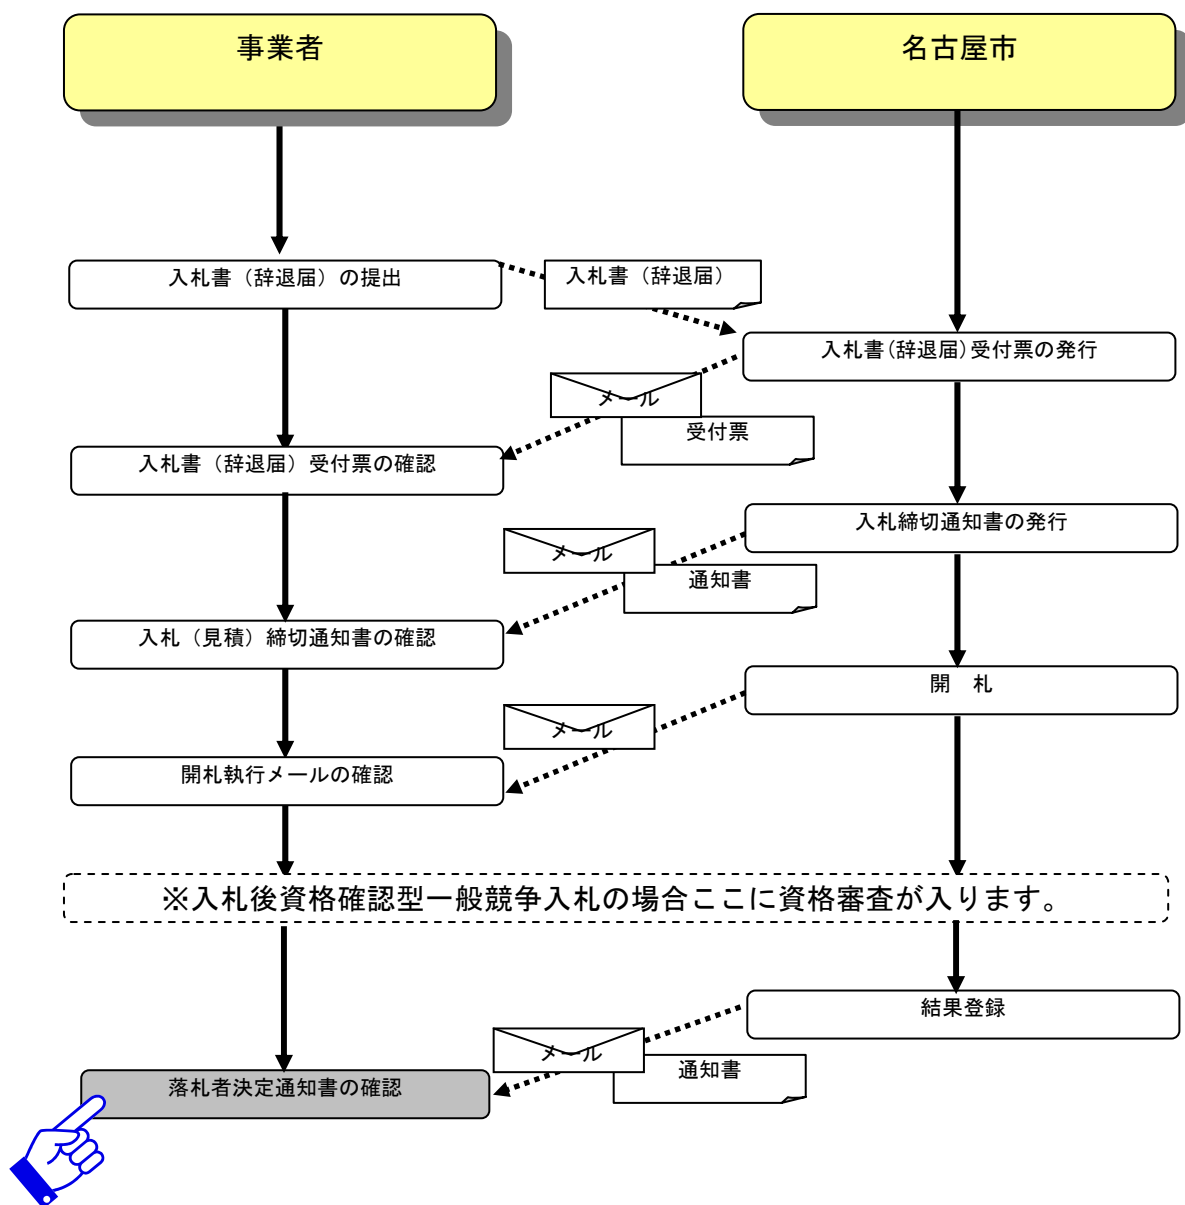 事業者
名古屋市
入札書（辞退届）の提出
入札書（辞退届）
入札書(辞退届)受付票の発行
メール
受付票
入札書（辞退届）受付票の確認
入札締切通知書の発行
メール
通知書
入札（見積）締切通知書の確認
開　札
メール
開札執行メールの確認
※入札後資格確認型一般競争入札の場合ここに資格審査が入ります。
結果登録
メール
通知書
落札者決定通知書の確認